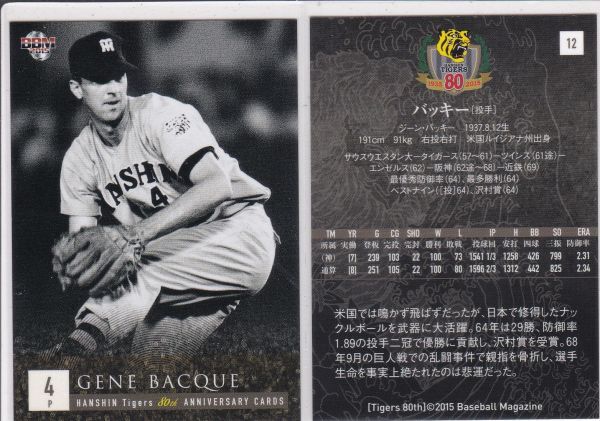 BBM
2015
M
HANSHIN
4
4
P
GENE BACQUE
HANSHIN Tigers 80th ANNIVERSARY CARDS
12
TIGERS
1935 80 2015
バッキー [投手]
ジーン・バッキー 1937.8.12生
191cm 91kg 右投右打 米国ルイジアナ州出身
サウスウエスタン大ータイガース(57〜61)ーツインズ(61途)ー
エンゼルス(62)ー阪神(62途〜68)ー近鉄(69)
最優秀防御率(64)、最多勝利(64)、
ベストナイン([投]64)、沢村賞(64)
TM YR G CG SHO W L IP H BB SO ERA
所属 実働 登板 完投 完封 勝利 敗戦 投球回 安打 四球 三振 防御率
(神) [7] 239 103 22 100 73 1541 1/3 1258 426 799 2.31
通算 [8] 251 105 22 100 80 1596 2/3 1312 442 825 2.34
米国では鳴かず飛ばずだったが、日本で修得したナッ
クルボールを武器に大活躍。64年は29勝、防御率
1.89の投手二冠で優勝に貢献し、沢村賞を受賞。68
年9月の巨人戦での乱闘事件で親指を骨折し、選手
生命を事実上絶たれたのは悲運だった。
[Tigers 80th]©2015 Baseball Magazine